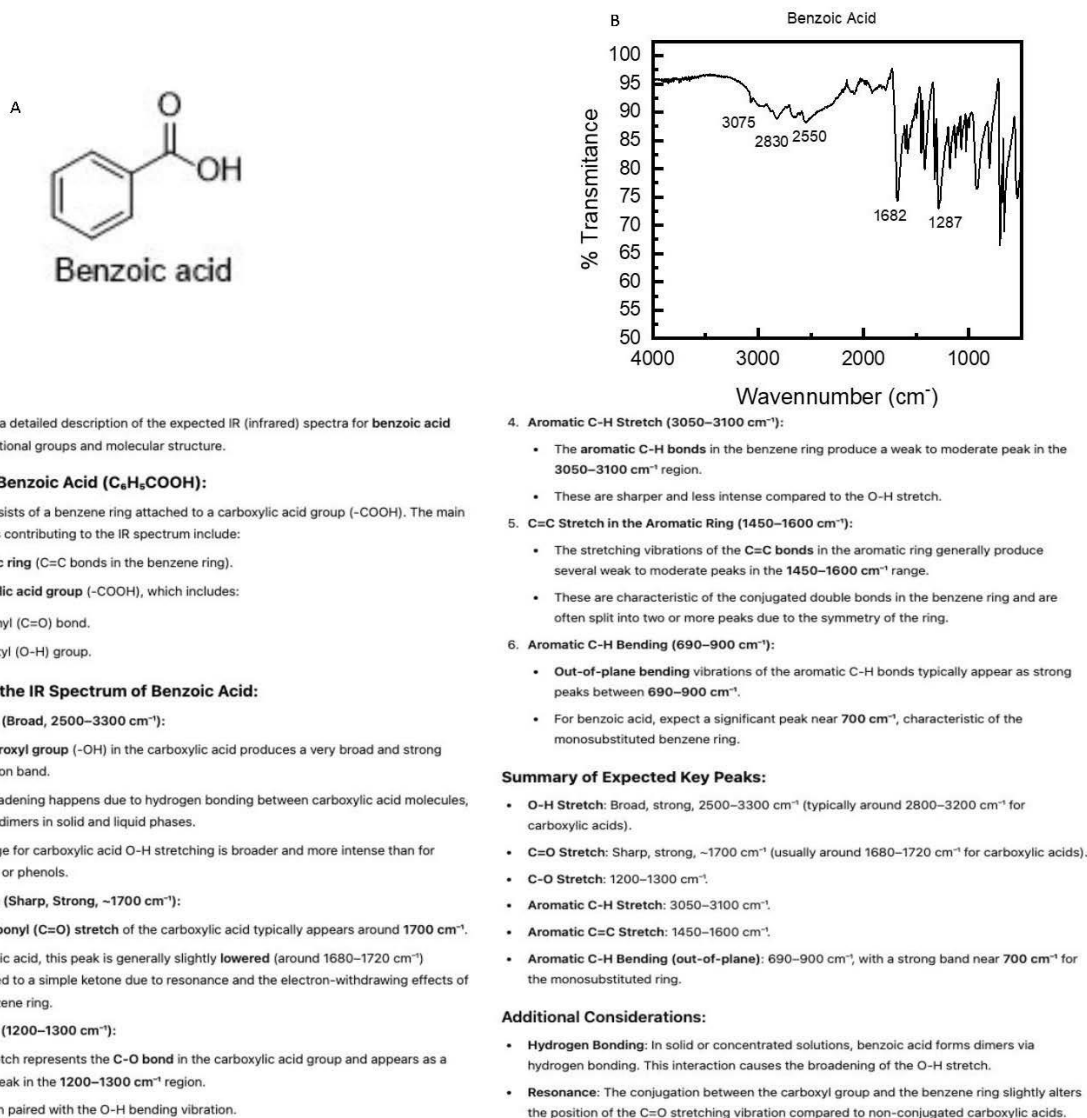 A
O
OH
Benzoic acid
B
Benzoic Acid
100
95
90
85
80
75
70
65
60
55
50
% Transmitance
3075
2830
2550
1682
1287
4000
3000
2000
1000
Wavennumber (cm⁻)
a detailed description of the expected IR (infrared) spectra for benzoic acid
tional groups and molecular structure.
Benzoic Acid (C₆H₅COOH):
sists of a benzene ring attached to a carboxylic acid group (-COOH). The main
s contributing to the IR spectrum include:
c ring (C=C bonds in the benzene ring).
lic acid group (-COOH), which includes:
nyl (C=O) bond.
yl (O-H) group.
the IR Spectrum of Benzoic Acid:
(Broad, 2500–3300 cm⁻¹):
roxyl group (-OH) in the carboxylic acid produces a very broad and strong
on band.
adening happens due to hydrogen bonding between carboxylic acid molecules,
dimers in solid and liquid phases.
ge for carboxylic acid O-H stretching is broader and more intense than for
or phenols.
(Sharp, Strong, ~1700 cm⁻¹):
bonyl (C=O) stretch of the carboxylic acid typically appears around 1700 cm⁻¹.
ic acid, this peak is generally slightly lowered (around 1680–1720 cm⁻¹)
ed to a simple ketone due to resonance and the electron-withdrawing effects of
zene ring.
(1200–1300 cm⁻¹):
etch represents the C-O bond in the carboxylic acid group and appears as a
eak in the 1200–1300 cm⁻¹ region.
n paired with the O-H bending vibration.
4. Aromatic C-H Stretch (3050–3100 cm⁻¹):
• The aromatic C-H bonds in the benzene ring produce a weak to moderate peak in the
3050–3100 cm⁻¹ region.
• These are sharper and less intense compared to the O-H stretch.
5. C=C Stretch in the Aromatic Ring (1450–1600 cm⁻¹):
• The stretching vibrations of the C=C bonds in the aromatic ring generally produce
several weak to moderate peaks in the 1450–1600 cm⁻¹ range.
• These are characteristic of the conjugated double bonds in the benzene ring and are
often split into two or more peaks due to the symmetry of the ring.
6. Aromatic C-H Bending (690–900 cm⁻¹):
• Out-of-plane bending vibrations of the aromatic C-H bonds typically appear as strong
peaks between 690–900 cm⁻¹.
• For benzoic acid, expect a significant peak near 700 cm⁻¹, characteristic of the
monosubstituted benzene ring.
Summary of Expected Key Peaks:
• O-H Stretch: Broad, strong, 2500–3300 cm⁻¹ (typically around 2800–3200 cm⁻¹ for
carboxylic acids).
• C=O Stretch: Sharp, strong, ~1700 cm⁻¹ (usually around 1680–1720 cm⁻¹ for carboxylic acids).
• C-O Stretch: 1200–1300 cm⁻¹.
• Aromatic C-H Stretch: 3050–3100 cm⁻¹.
• Aromatic C=C Stretch: 1450–1600 cm⁻¹.
• Aromatic C-H Bending (out-of-plane): 690–900 cm⁻¹, with a strong band near 700 cm⁻¹ for
the monosubstituted ring.
Additional Considerations:
• Hydrogen Bonding: In solid or concentrated solutions, benzoic acid forms dimers via
hydrogen bonding. This interaction causes the broadening of the O-H stretch.
• Resonance: The conjugation between the carboxyl group and the benzene ring slightly alters
the position of the C=O stretching vibration compared to non-conjugated carboxylic acids.